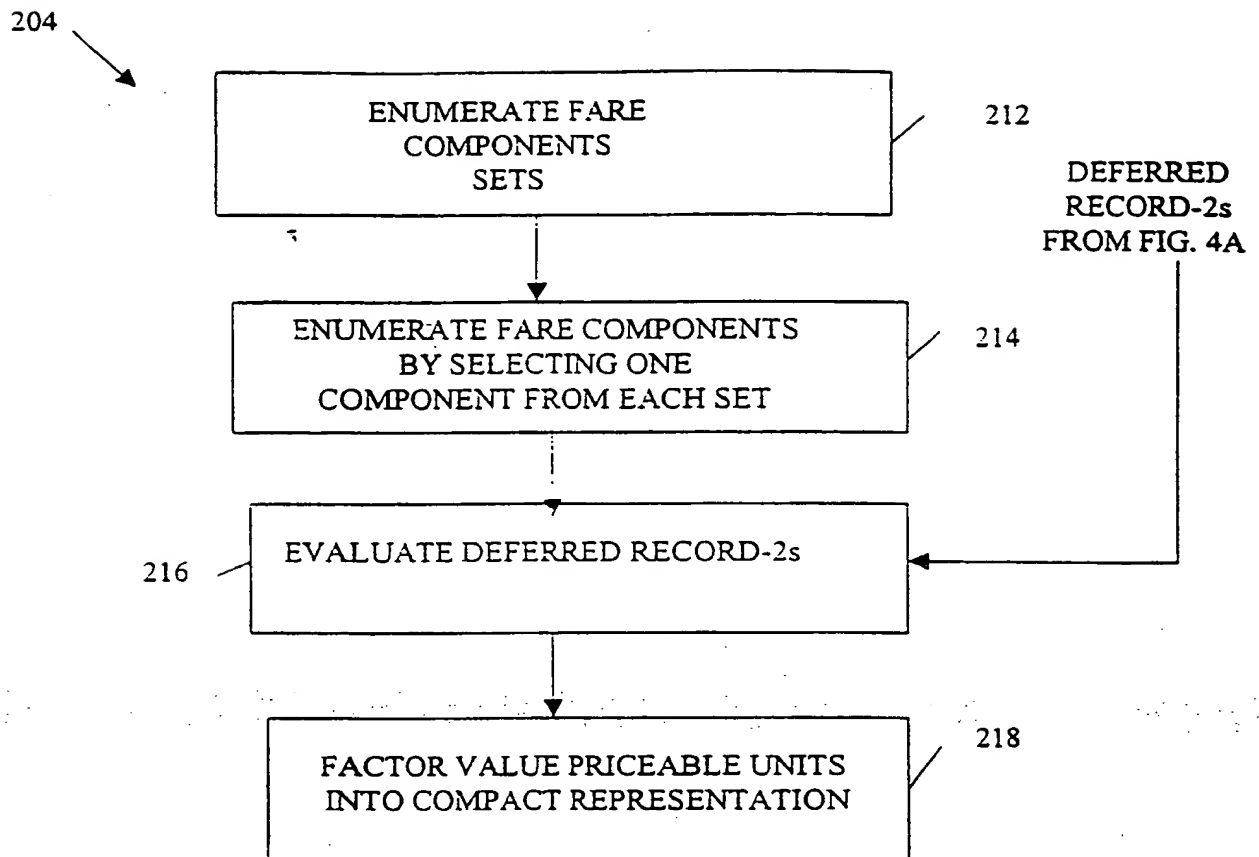 204
ENUMERATE FARE
COMPONENTS
SETS
212
DEFERRED
RECORD-2s
FROM FIG. 4A
ENUMERATE FARE COMPONENTS
BY SELECTING ONE
COMPONENT FROM EACH SET
214
EVALUATE DEFERRED RECORD-2s
216
FACTOR VALUE PRICEABLE UNITS
INTO COMPACT REPRESENTATION
218